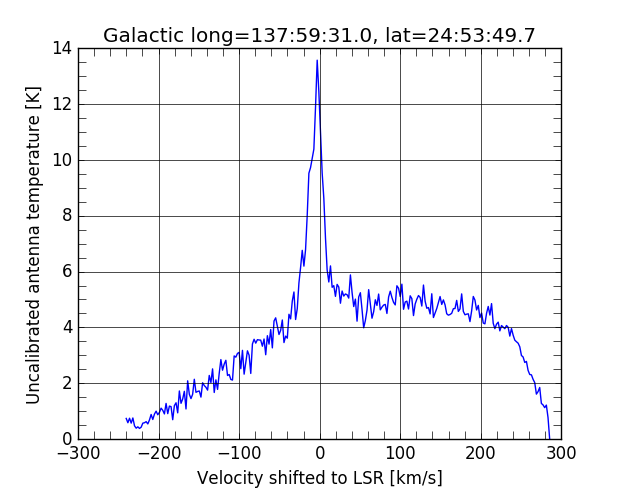 Galactic long=137:59:31.0, lat=24:53:49.7
Uncalibrated antenna temperature [K]
14
12
10
8
6
4
2
0
−300 −200 −100 0 100 200 300
Velocity shifted to LSR [km/s]